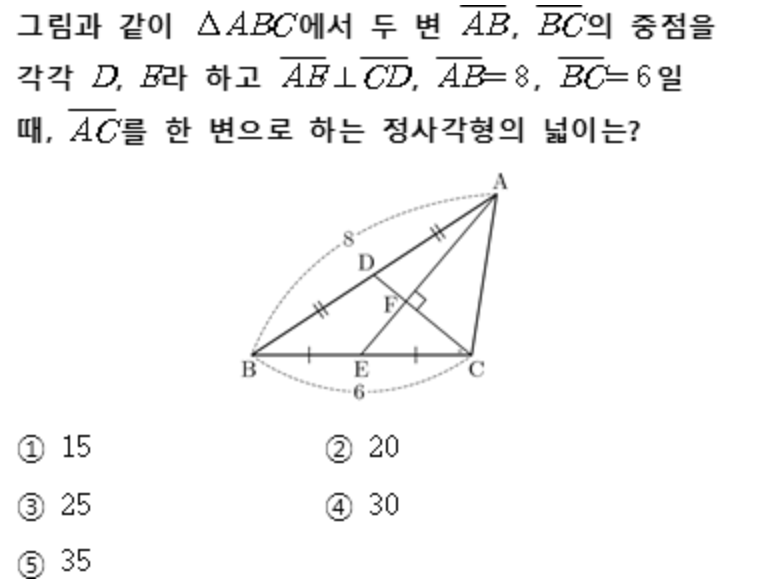 그림과 같이 △ABC에서 두 변 AB, BC의 중점을
각각 D, E라 하고 AE⊥CD, AB=8, BC=6일
때, AC를 한 변으로 하는 정사각형의 넓이는?
A
8
D
F
B
E
C
6
① 15
② 20
③ 25
④ 30
⑤ 35